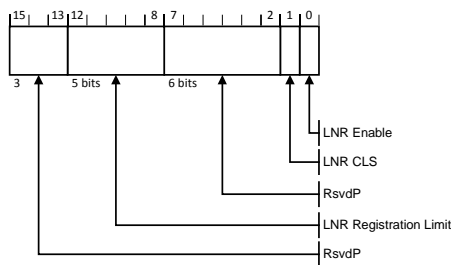 15 13 12 8 7 2 1 0
3 5 bits 6 bits
LNR Enable
LNR CLS
RsvdP
LNR Registration Limit
RsvdP